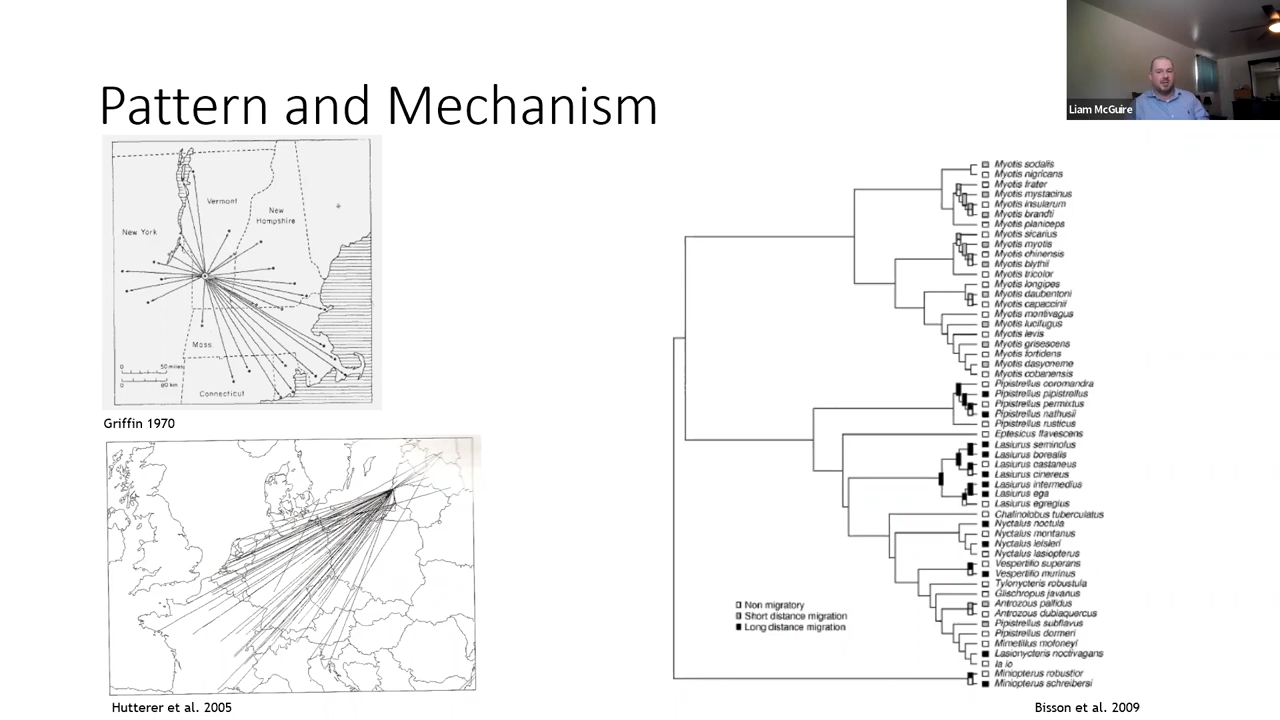 Pattern and Mechanism
Liam McGuire
Vermont
New
Hampshire
New York
Mass
0 50 miles
0 80 km
Connecticut
Griffin 1970
Hutterer et al. 2005
Myotis sodalis
Myotis nigricans
Myotis frater
Myotis mystacinus
Myotis insularum
Myotis brandti
Myotis planiceps
Myotis sicarius
Myotis myotis
Myotis chinensis
Myotis blythii
Myotis tricolor
Myotis longipes
Myotis daubentoni
Myotis capaccinii
Myotis montivagus
Myotis lucifugus
Myotis levis
Myotis grisescens
Myotis fortidens
Myotis dasycneme
Myotis cobanensis
Pipistrellus coromandra
Pipistrellus pipistrellus
Pipistrellus permixtus
Pipistrellus nathusii
Pipistrellus rusticus
Eptesicus flavescens
Lasiurus seminolus
Lasiurus borealis
Lasiurus castaneus
Lasiurus cinereus
Lasiurus intermedius
Lasiurus ega
Lasiurus egregius
Chalinolobus tuberculatus
Nyctalus noctula
Nyctalus montanus
Nyctalus leisleri
Nyctalus lasiopterus
Vespertilio superans
Vespertilio murinus
Tylonycteris robustula
Glischropus javanus
Antrozous pallidus
Antrozous dubiaquercus
Pipistrellus subflavus
Pipistrellus dormeri
Mimetillus moloneyi
Lasionycteris noctivagans
Ia io
Miniopterus robustior
Miniopterus schreibersi
Non migratory
Short distance migration
Long distance migration
Bisson et al. 2009